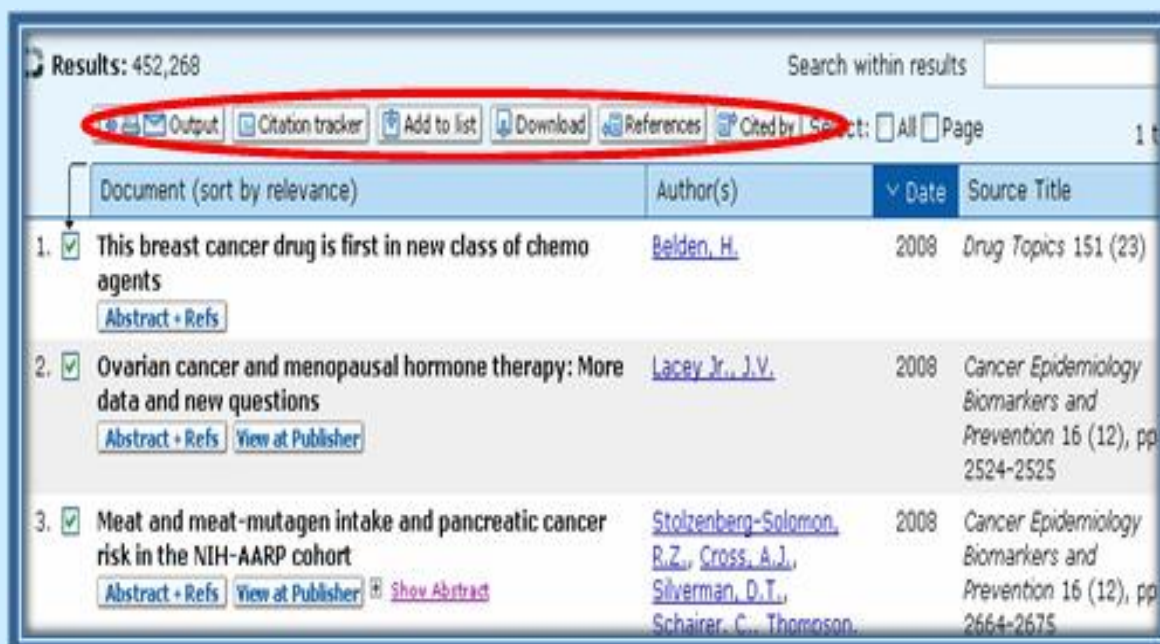 Results: 452,268 Search within results
Output Citation tracker Add to list Download References Cited by Select: All Page 1 t
Document (sort by relevance) Author(s) Date Source Title
1. This breast cancer drug is first in new class of chemo Belden, H. 2008 Drug Topics 151 (23)
agents
Abstract + Refs
2. Ovarian cancer and menopausal hormone therapy: More Lacey Jr., J.V. 2008 Cancer Epidemiology
data and new questions Biomarkers and
Abstract + Refs View at Publisher Prevention 16 (12), pp
2524-2525
3. Meat and meat-mutagen intake and pancreatic cancer Stolzenberg-Solomon, 2008 Cancer Epidemiology
risk in the NIH-AARP cohort R.Z., Cross, A.J., Biomarkers and
Abstract + Refs View at Publisher Show Abstract Silverman, D.T., Prevention 16 (12), pp
Schairer, C., Thompson, 2664-2675